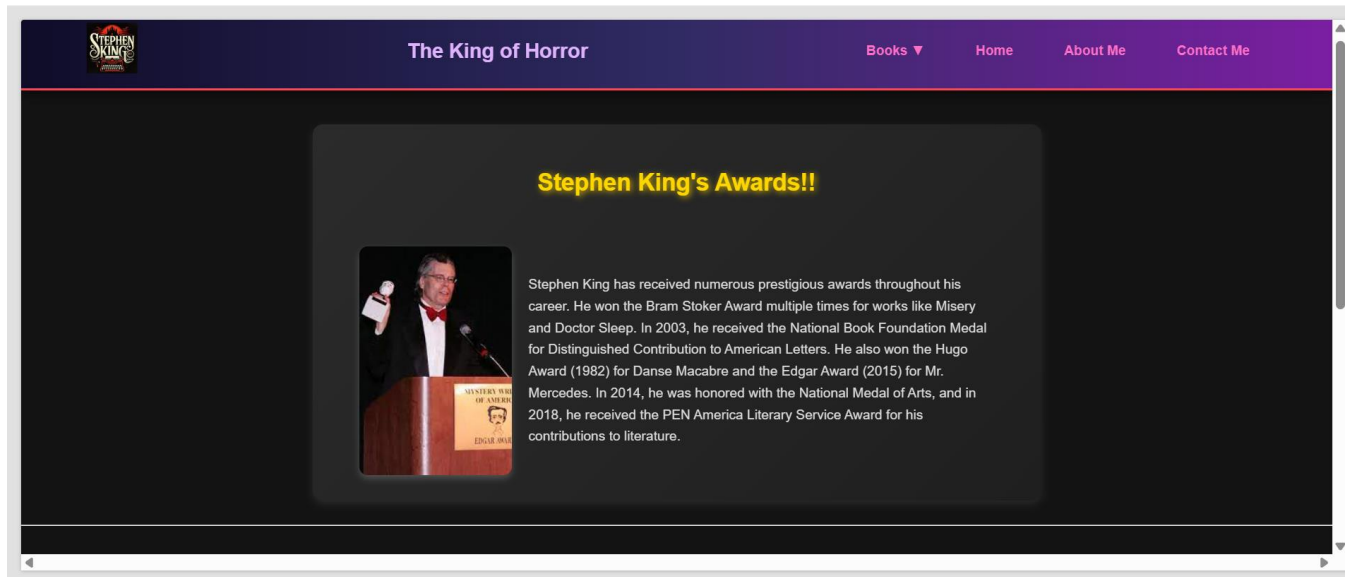 STEPHEN
KING
The King of Horror
Books ▼
Home
About Me
Contact Me
Stephen King's Awards!!
Stephen King has received numerous prestigious awards throughout his
career. He won the Bram Stoker Award multiple times for works like Misery
and Doctor Sleep. In 2003, he received the National Book Foundation Medal
for Distinguished Contribution to American Letters. He also won the Hugo
Award (1982) for Danse Macabre and the Edgar Award (2015) for Mr.
Mercedes. In 2014, he was honored with the National Medal of Arts, and in
2018, he received the PEN America Literary Service Award for his
contributions to literature.
MYSTERY WRI
OF AMERIC
EDGAR AWAR